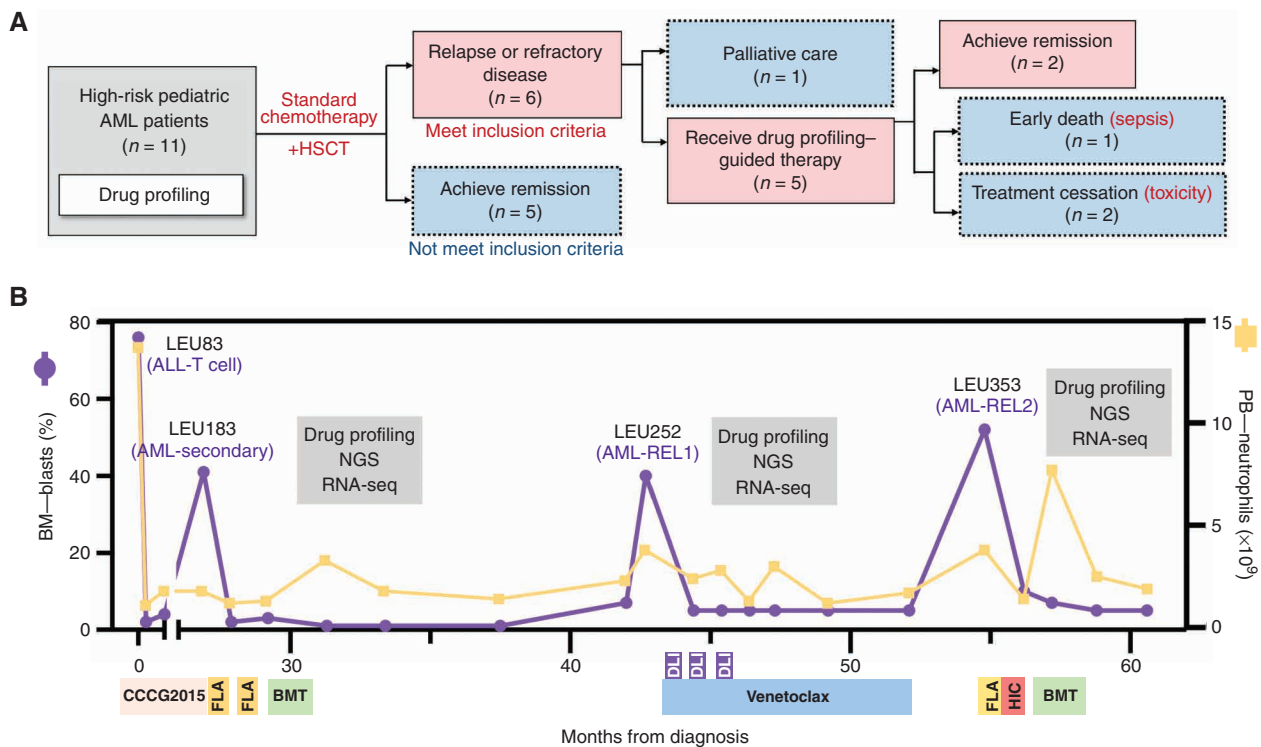 A
High-risk pediatric
AML patients
(n = 11)
Drug profiling
Standard
chemotherapy
+HSCT
Relapse or refractory
disease
(n = 6)
Meet inclusion criteria
Achieve remission
(n = 5)
Not meet inclusion criteria
Palliative care
(n = 1)
Receive drug profiling–
guided therapy
(n = 5)
Achieve remission
(n = 2)
Early death (sepsis)
(n = 1)
Treatment cessation (toxicity)
(n = 2)
B
BM—blasts (%)
80
60
40
20
0
LEU83
(ALL-T cell)
LEU183
(AML-secondary)
Drug profiling
NGS
RNA-seq
LEU252
(AML-REL1)
Drug profiling
NGS
RNA-seq
LEU353
(AML-REL2)
Drug profiling
NGS
RNA-seq
15
10
5
0
PB—neutrophils (×10⁹)
0 30 40 50 60
DLI DLI DLI
CCCG2015 FLA FLA BMT Venetoclax FLA HIC BMT
Months from diagnosis